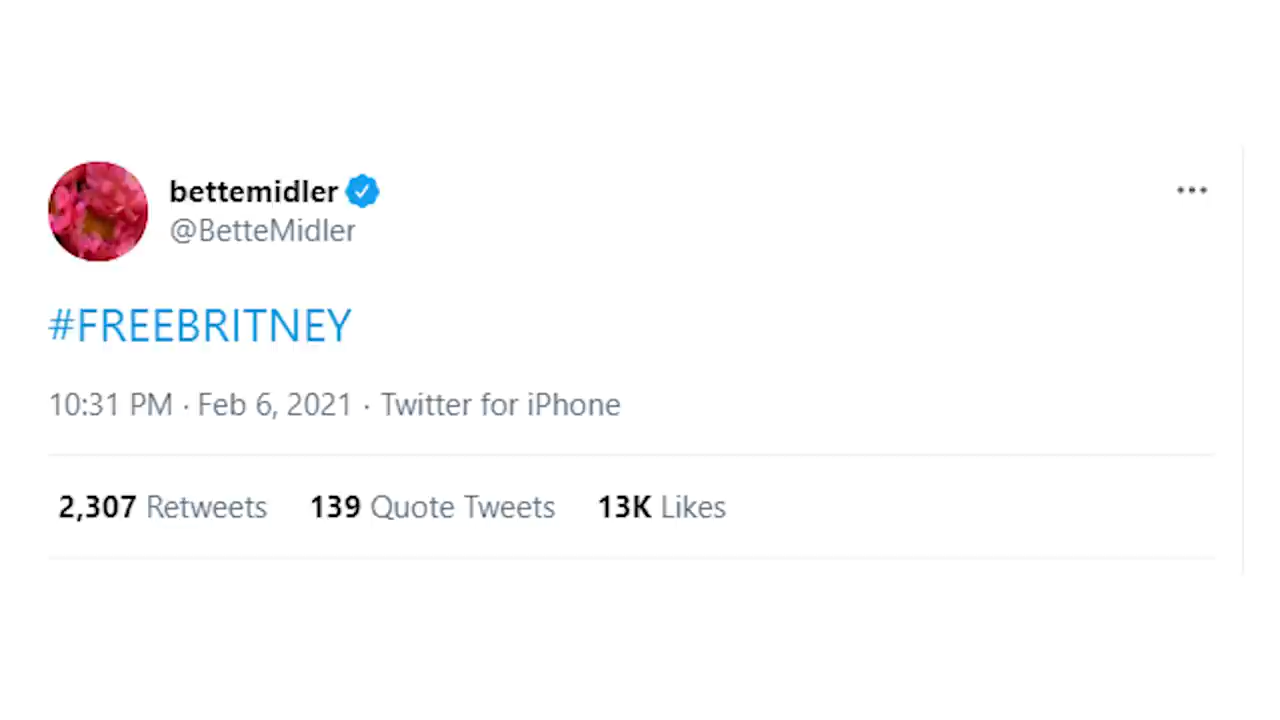 bettemidler
@BetteMidler
#FREEBRITNEY
10:31 PM · Feb 6, 2021 · Twitter for iPhone
2,307 Retweets 139 Quote Tweets 13K Likes